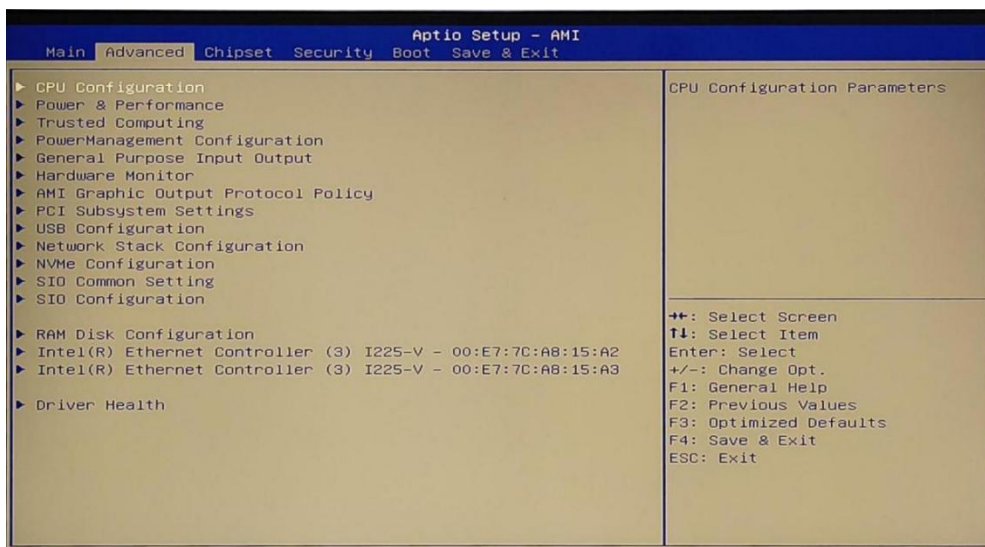 Aptio Setup - AMI
Main Advanced Chipset Security Boot Save & Exit
▶ CPU Configuration
▶ Power & Performance
▶ Trusted Computing
▶ PowerManagement Configuration
▶ General Purpose Input Output
▶ Hardware Monitor
▶ AMI Graphic Output Protocol Policy
▶ PCI Subsystem Settings
▶ USB Configuration
▶ Network Stack Configuration
▶ NVMe Configuration
▶ SIO Common Setting
▶ SIO Configuration
▶ RAM Disk Configuration
▶ Intel(R) Ethernet Controller (3) I225-V - 00:E7:7C:A8:15:A2
▶ Intel(R) Ethernet Controller (3) I225-V - 00:E7:7C:A8:15:A3
▶ Driver Health
CPU Configuration Parameters
→←: Select Screen
↑↓: Select Item
Enter: Select
+/-: Change Opt.
F1: General Help
F2: Previous Values
F3: Optimized Defaults
F4: Save & Exit
ESC: Exit